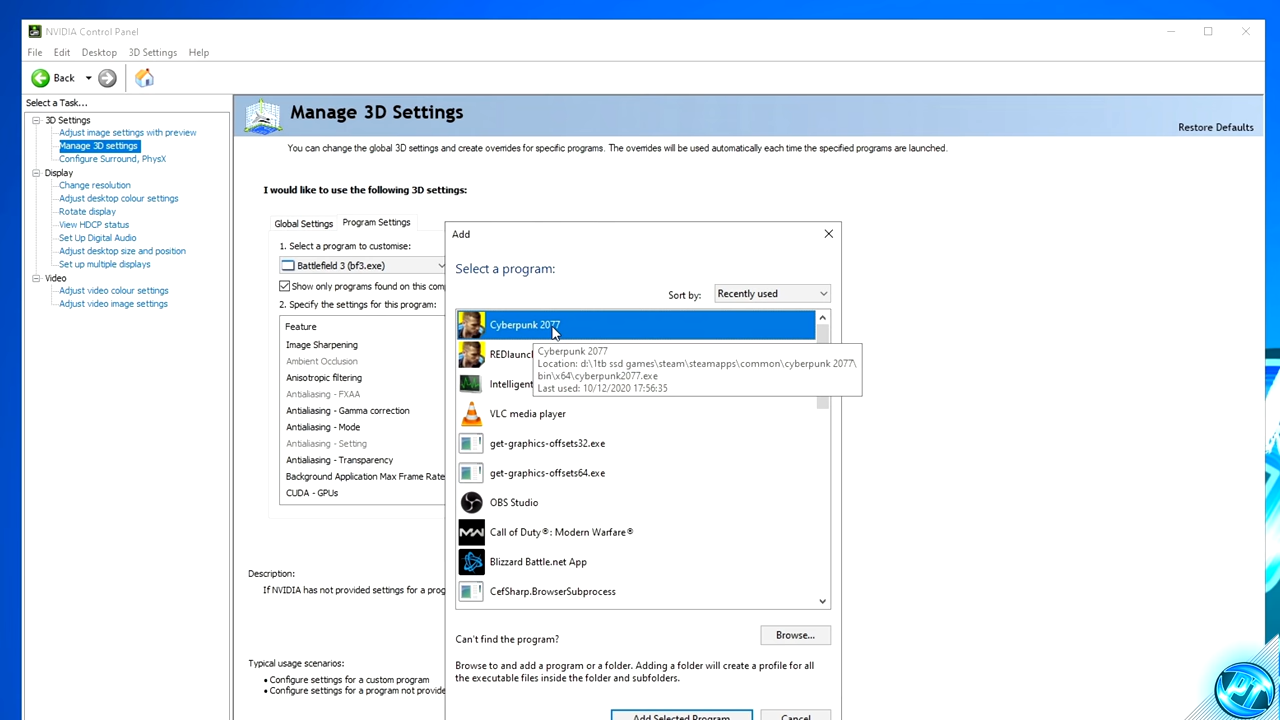 NVIDIA Control Panel
File Edit Desktop 3D Settings Help
Back
Select a Task...
3D Settings
Adjust image settings with preview
Manage 3D settings
Configure Surround, PhysX
Display
Change resolution
Adjust desktop colour settings
Rotate display
View HDCP status
Set Up Digital Audio
Adjust desktop size and position
Set up multiple displays
Video
Adjust video colour settings
Adjust video image settings
Manage 3D Settings
Restore Defaults
You can change the global 3D settings and create overrides for specific programs. The overrides will be used automatically each time the specified programs are launched.
I would like to use the following 3D settings:
Global Settings Program Settings
1. Select a program to customise:
Battlefield 3 (bf3.exe)
Show only programs found on this com
2. Specify the settings for this program:
Feature
Image Sharpening
Ambient Occlusion
Anisotropic filtering
Antialiasing - FXAA
Antialiasing - Gamma correction
Antialiasing - Mode
Antialiasing - Setting
Antialiasing - Transparency
Background Application Max Frame Rate
CUDA - GPUs
Description:
If NVIDIA has not provided settings for a prog
Typical usage scenarios:
• Configure settings for a custom program
• Configure settings for a program not provide
Add
Select a program:
Sort by: Recently used
Cyberpunk 2077
REDlaunc
Cyberpunk 2077
Location: d:\1tb ssd games\steam\steamapps\common\cyberpunk 2077\
bin\x64\cyberpunk2077.exe
Last used: 10/12/2020 17:56:35
Intelligent
VLC media player
get-graphics-offsets32.exe
get-graphics-offsets64.exe
OBS Studio
Call of Duty®: Modern Warfare®
Blizzard Battle.net App
CefSharp.BrowserSubprocess
Can't find the program?
Browse...
Browse to and add a program or a folder. Adding a folder will create a profile for all
the executable files inside the folder and subfolders.
Add Selected Program Cancel